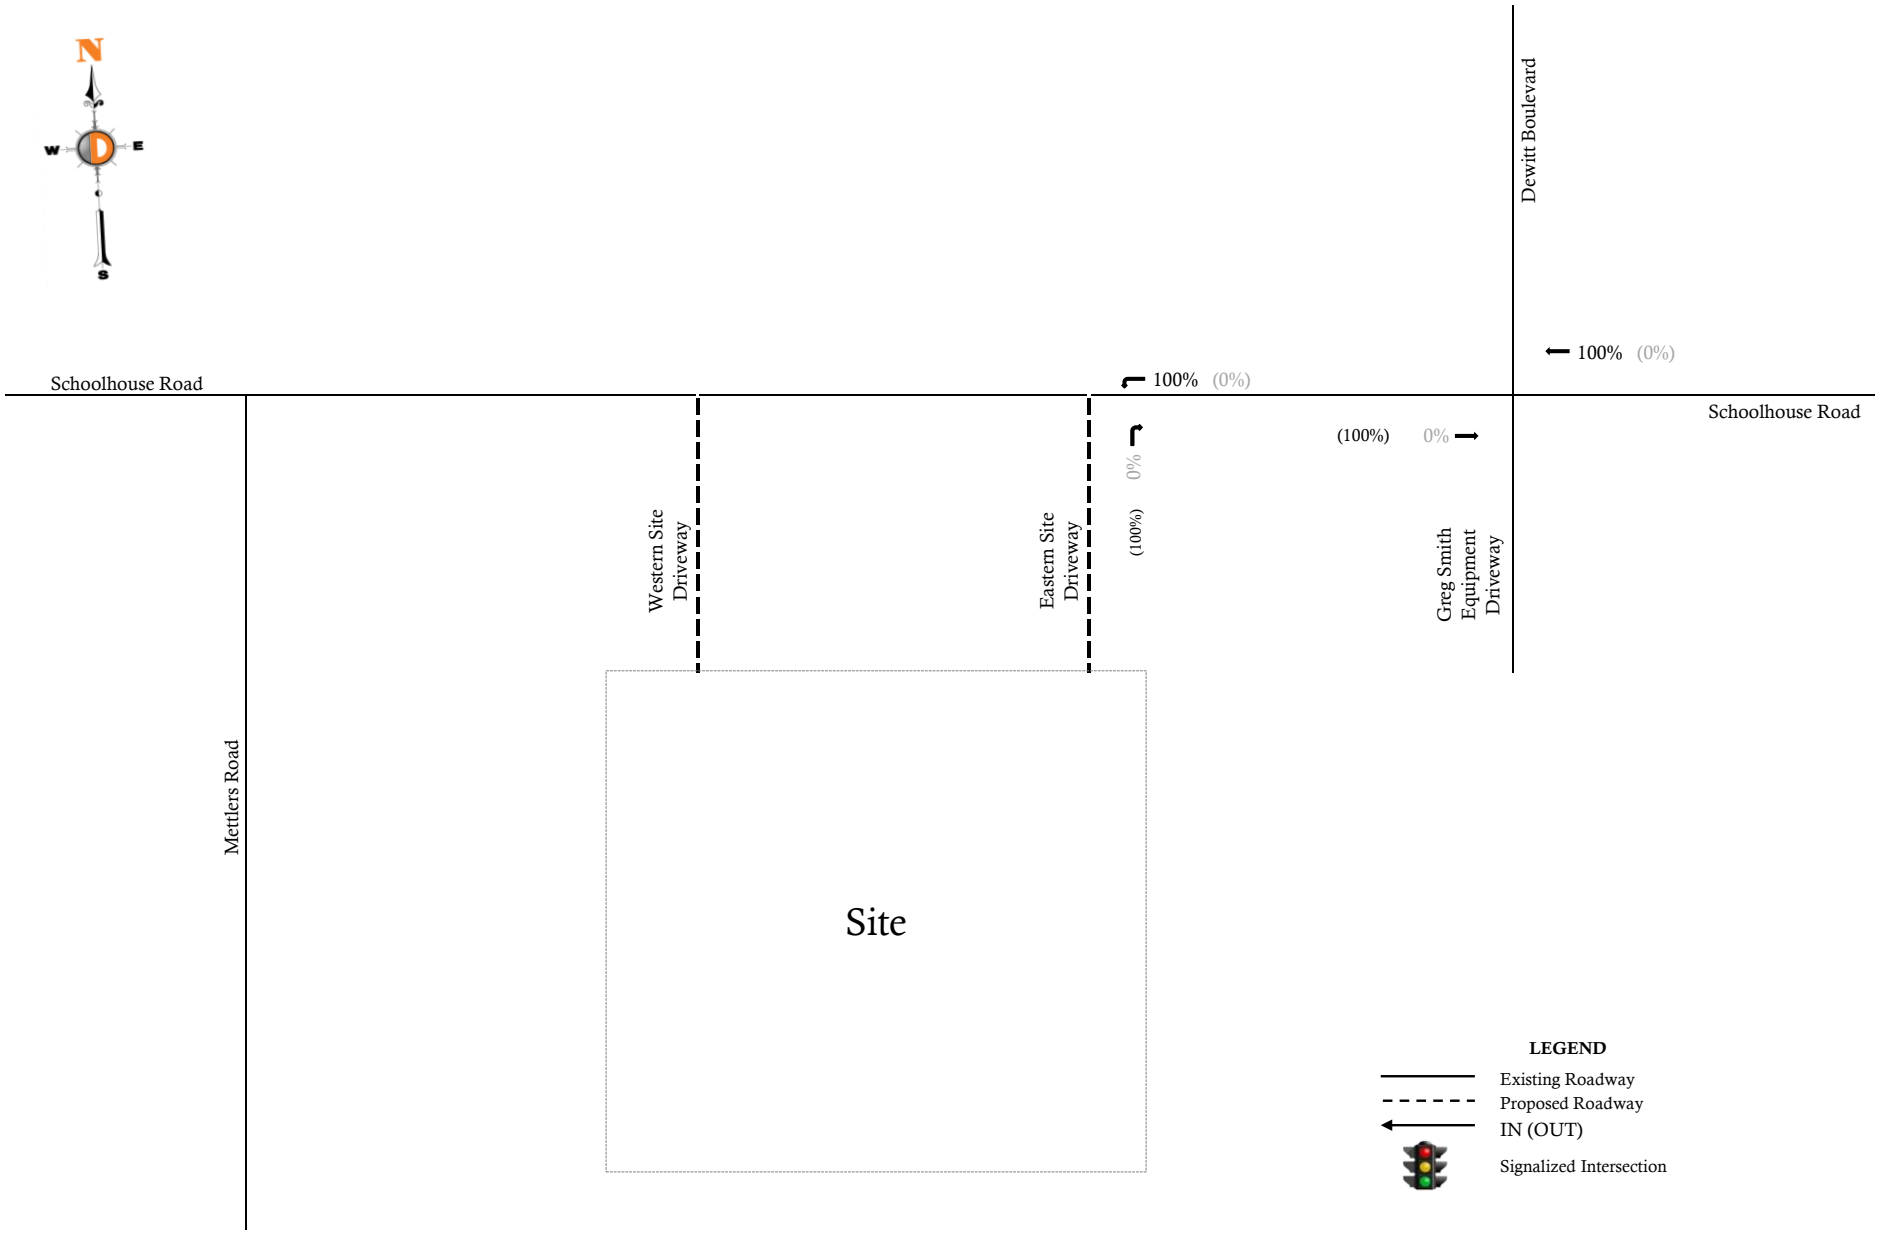 N
W
D
E
S
Dewitt Boulevard
100% (0%)
Schoolhouse Road
100% (0%)
Schoolhouse Road
(100%) 0%
0%
(100%)
Western Site
Driveway
Eastern Site
Driveway
Greg Smith
Equipment
Driveway
Mettlers Road
Site
LEGEND
Existing Roadway
Proposed Roadway
IN (OUT)
Signalized Intersection